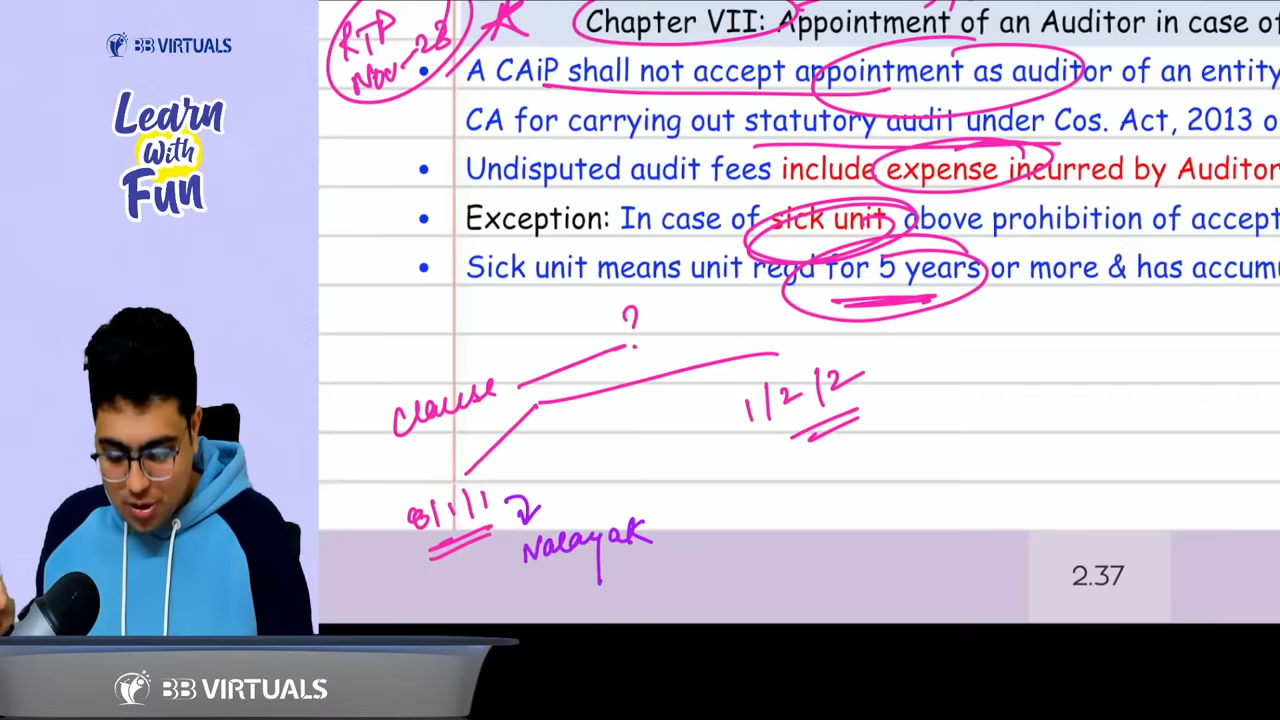 BB VIRTUALS
Learn
With
Fun
RTP
Nov-23
Chapter VII: Appointment of an Auditor in case of
• A CAiP shall not accept appointment as auditor of an entity
CA for carrying out statutory audit under Cos. Act, 2013 o
• Undisputed audit fees include expense incurred by Auditor
• Exception: In case of sick unit above prohibition of accept
• Sick unit means unit regd for 5 years or more & has accumu
?
Clause
1/2/2
8/1/1
Nalayak
2.37
BB VIRTUALS